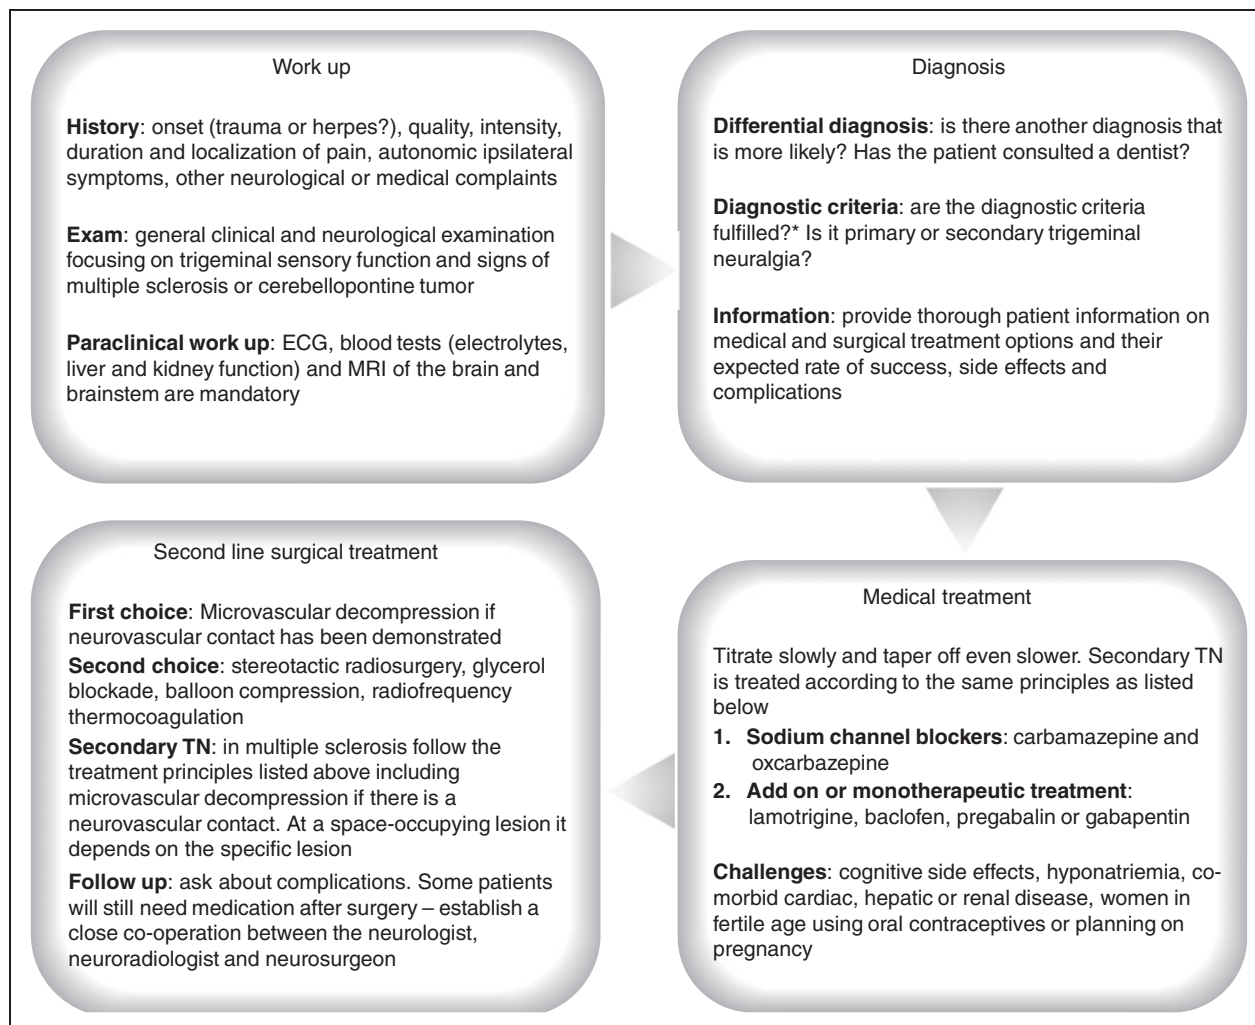 Work up
History: onset (trauma or herpes?), quality, intensity,
duration and localization of pain, autonomic ipsilateral
symptoms, other neurological or medical complaints
Exam: general clinical and neurological examination
focusing on trigeminal sensory function and signs of
multiple sclerosis or cerebellopontine tumor
Paraclinical work up: ECG, blood tests (electrolytes,
liver and kidney function) and MRI of the brain and
brainstem are mandatory
Diagnosis
Differential diagnosis: is there another diagnosis that
is more likely? Has the patient consulted a dentist?
Diagnostic criteria: are the diagnostic criteria
fulfilled?* Is it primary or secondary trigeminal
neuralgia?
Information: provide thorough patient information on
medical and surgical treatment options and their
expected rate of success, side effects and
complications
Medical treatment
Titrate slowly and taper off even slower. Secondary TN
is treated according to the same principles as listed
below
1. Sodium channel blockers: carbamazepine and
oxcarbazepine
2. Add on or monotherapeutic treatment:
lamotrigine, baclofen, pregabalin or gabapentin
Challenges: cognitive side effects, hyponatriemia, co-
morbid cardiac, hepatic or renal disease, women in
fertile age using oral contraceptives or planning on
pregnancy
Second line surgical treatment
First choice: Microvascular decompression if
neurovascular contact has been demonstrated
Second choice: stereotactic radiosurgery, glycerol
blockade, balloon compression, radiofrequency
thermocoagulation
Secondary TN: in multiple sclerosis follow the
treatment principles listed above including
microvascular decompression if there is a
neurovascular contact. At a space-occupying lesion it
depends on the specific lesion
Follow up: ask about complications. Some patients
will still need medication after surgery – establish a
close co-operation between the neurologist,
neuroradiologist and neurosurgeon